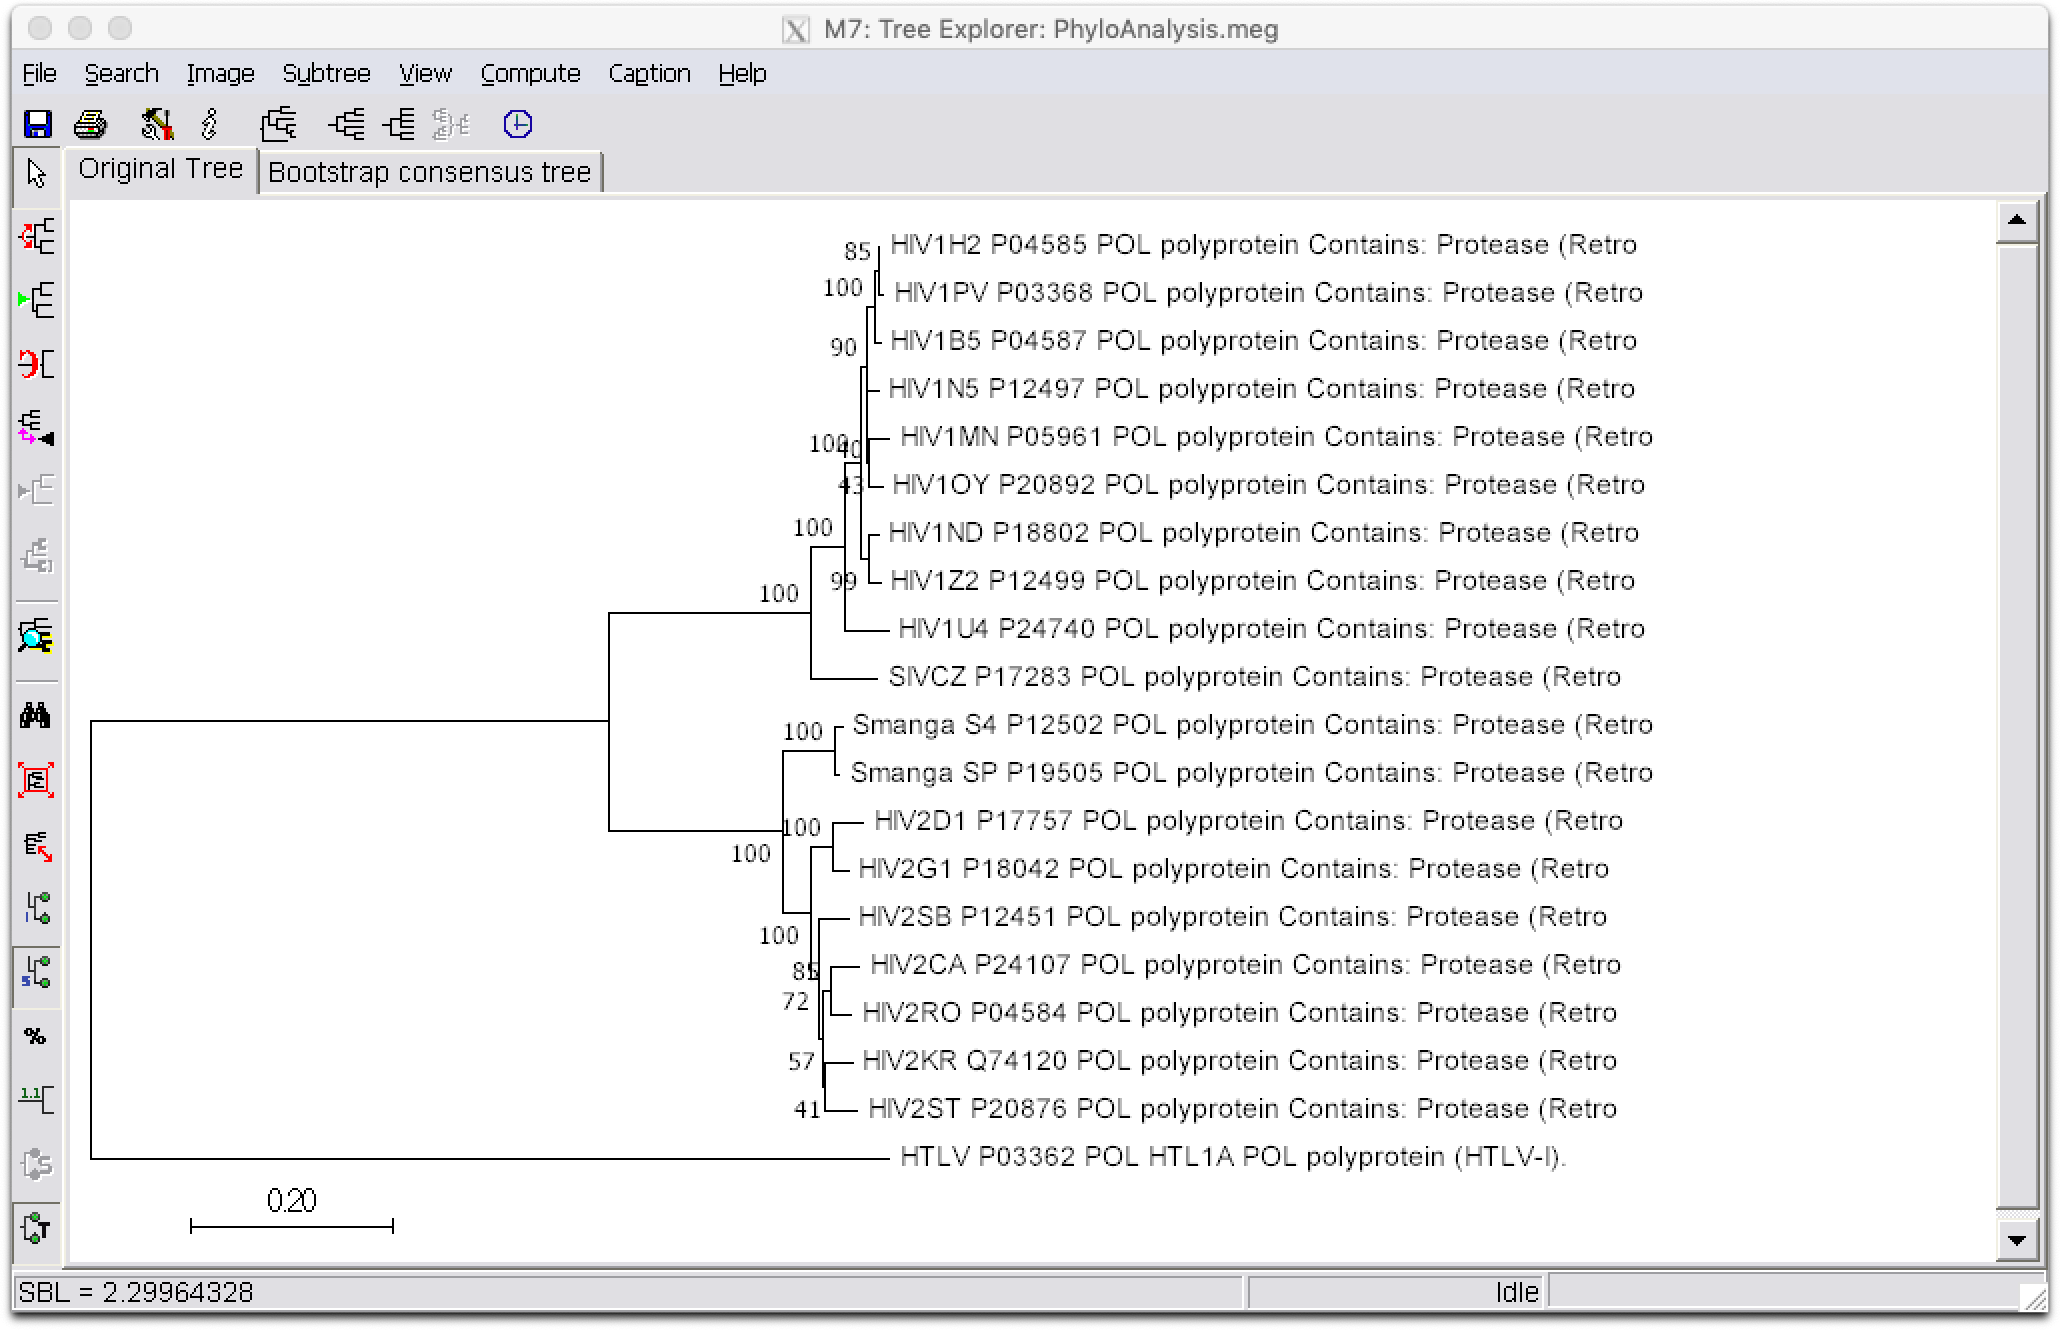 M7: Tree Explorer: PhyloAnalysis.meg
File Search Image Subtree View Compute Caption Help
Original Tree Bootstrap consensus tree
85 HIV1H2 P04585 POL polyprotein Contains: Protease (Retro
100 HIV1PV P03368 POL polyprotein Contains: Protease (Retro
90 HIV1B5 P04587 POL polyprotein Contains: Protease (Retro
HIV1N5 P12497 POL polyprotein Contains: Protease (Retro
100 40 HIV1MN P05961 POL polyprotein Contains: Protease (Retro
43 HIV1OY P20892 POL polyprotein Contains: Protease (Retro
100 HIV1ND P18802 POL polyprotein Contains: Protease (Retro
99 HIV1Z2 P12499 POL polyprotein Contains: Protease (Retro
100
HIV1U4 P24740 POL polyprotein Contains: Protease (Retro
SIVCZ P17283 POL polyprotein Contains: Protease (Retro
100 Smanga S4 P12502 POL polyprotein Contains: Protease (Retro
Smanga SP P19505 POL polyprotein Contains: Protease (Retro
100 HIV2D1 P17757 POL polyprotein Contains: Protease (Retro
100 HIV2G1 P18042 POL polyprotein Contains: Protease (Retro
100 HIV2SB P12451 POL polyprotein Contains: Protease (Retro
85 HIV2CA P24107 POL polyprotein Contains: Protease (Retro
72 HIV2RO P04584 POL polyprotein Contains: Protease (Retro
57 HIV2KR Q74120 POL polyprotein Contains: Protease (Retro
41 HIV2ST P20876 POL polyprotein Contains: Protease (Retro
HTLV P03362 POL HTL1A POL polyprotein (HTLV-I).
0.20
SBL = 2.29964328 Idle